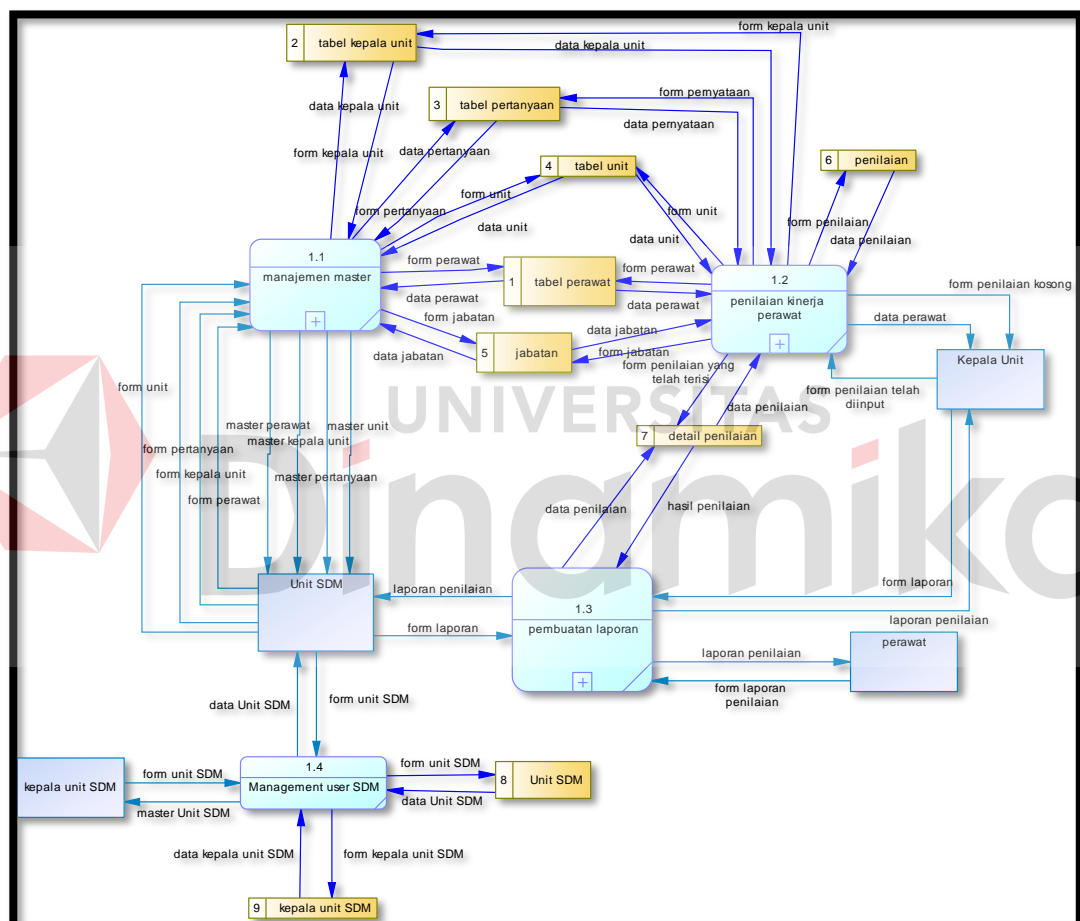 form kepala unit
2 tabel kepala unit
data kepala unit
form pernyataan
3 tabel pertanyaan
data kepala unit
data pernyataan
form kepala unit
data pertanyaan
4 tabel unit
6 penilaian
form unit
form pertanyaan
form unit
form penilaian
data unit
data unit
data penilaian
1.1
manajemen master
form perawat
1 tabel perawat
form perawat
data perawat
data perawat
1.2
penilaian kinerja
perawat
form penilaian kosong
data perawat
form jabatan
data jabatan
5 jabatan
data jabatan
form jabatan
form penilaian yang
telah terisi
Kepala Unit
form penilaian telah
diinput
form unit
UNIVERSITAS
Dinamika
data penilaian
7 detail penilaian
master perawat
master unit
master kepala unit
form pertanyaan
form kepala unit
master pertanyaan
form perawat
data penilaian
hasil penilaian
Unit SDM
laporan penilaian
form laporan
1.3
pembuatan laporan
form laporan
laporan penilaian
perawat
laporan penilaian
form laporan
penilaian
data Unit SDM
form unit SDM
kepala unit SDM
form unit SDM
master Unit SDM
1.4
Management user SDM
form unit SDM
data Unit SDM
8 Unit SDM
data kepala unit SDM
form kepala unit SDM
9 kepala unit SDM